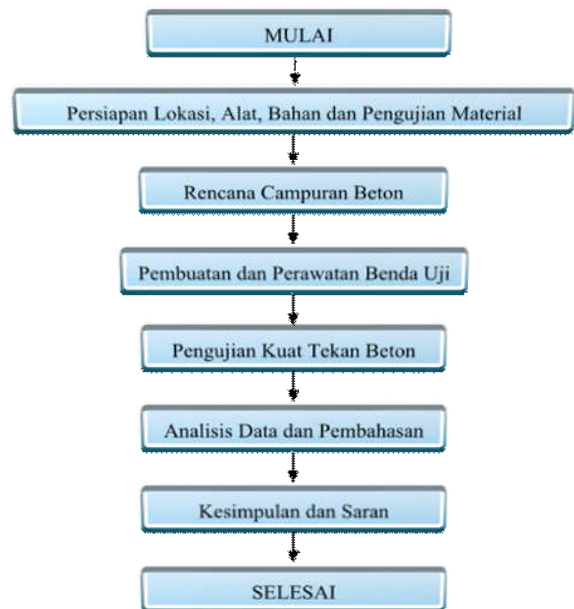 MULAI
Persiapan Lokasi, Alat, Bahan dan Pengujian Material
Rencana Campuran Beton
Pembuatan dan Perawatan Benda Uji
Pengujian Kuat Tekan Beton
Analisis Data dan Pembahasan
Kesimpulan dan Saran
SELESAI